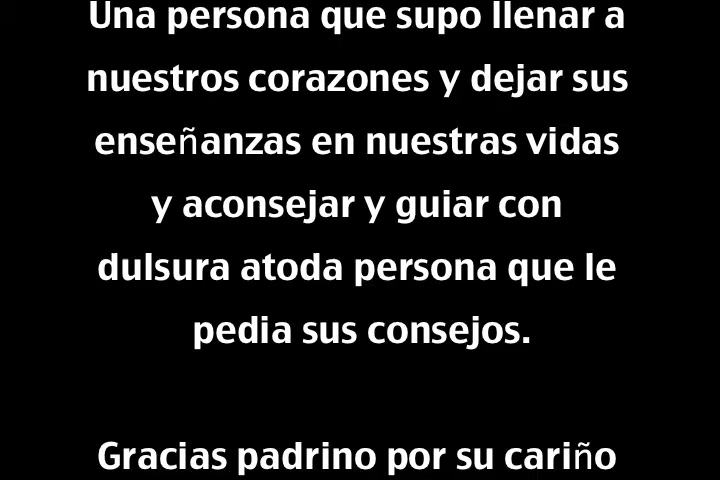 Una persona que supo llenar a
nuestros corazones y dejar sus
enseñanzas en nuestras vidas
y aconsejar y guiar con
dulsura atoda persona que le
pedia sus consejos.
Gracias padrino por su cariño